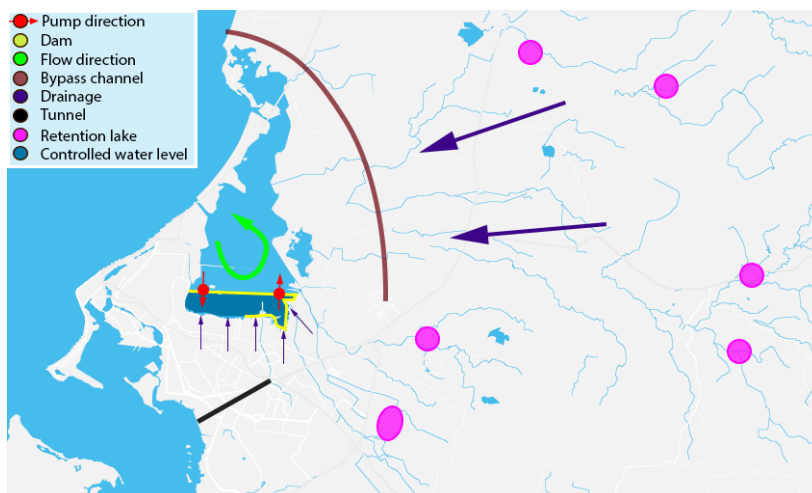 Pump direction
Dam
Flow direction
Bypass channel
Drainage
Tunnel
Retention lake
Controlled water level